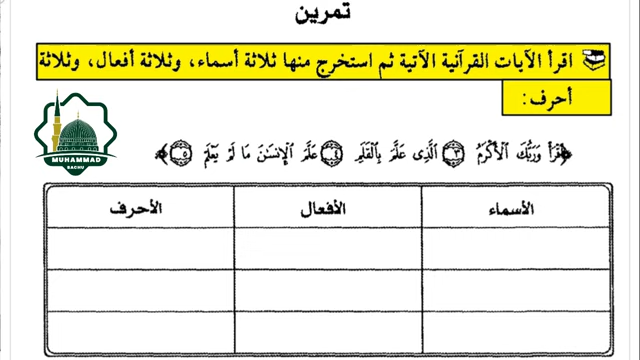 تمرين
اقرأ الآيات القرآنية الآتية ثم استخرج منها ثلاثة أسماء، وثلاثة أفعال، وثلاثة
أحرف:
MUHAMMAD
BACHU
﴿اقْرَأْ وَرَبُّكَ الْأَكْرَمُ ۝٣ الَّذِي عَلَّمَ بِالْقَلَمِ ۝٤ عَلَّمَ الْإِنسَٰنَ مَا لَمْ يَعْلَمْ ۝٥﴾
الأسماء الأفعال الأحرف